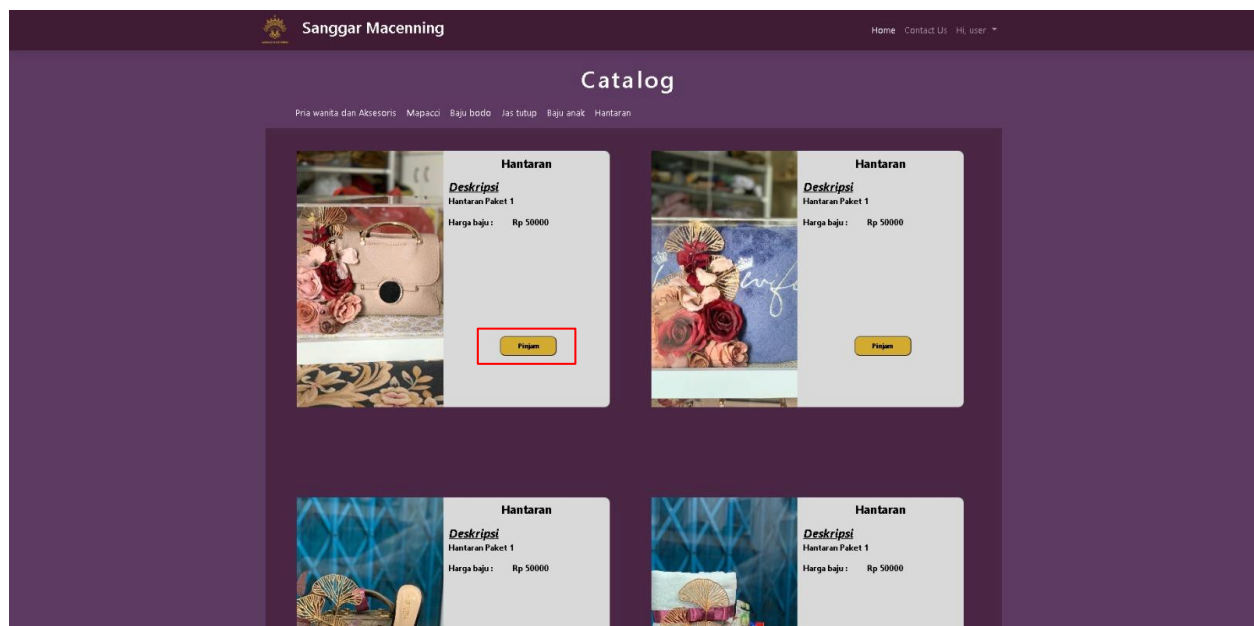 Sanggar Macenning
Home Contact Us Hi, user
Catalog
Pria wanita dan Aksesoris Mapacci Baju bodo Jas tutup Baju anak Hantaran
Hantaran
Deskripsi
Hantaran Paket 1
Harga baju : Rp 50000
Pinjam
Hantaran
Deskripsi
Hantaran Paket 1
Harga baju : Rp 50000
Pinjam
Hantaran
Deskripsi
Hantaran Paket 1
Harga baju : Rp 50000
Hantaran
Deskripsi
Hantaran Paket 1
Harga baju : Rp 50000